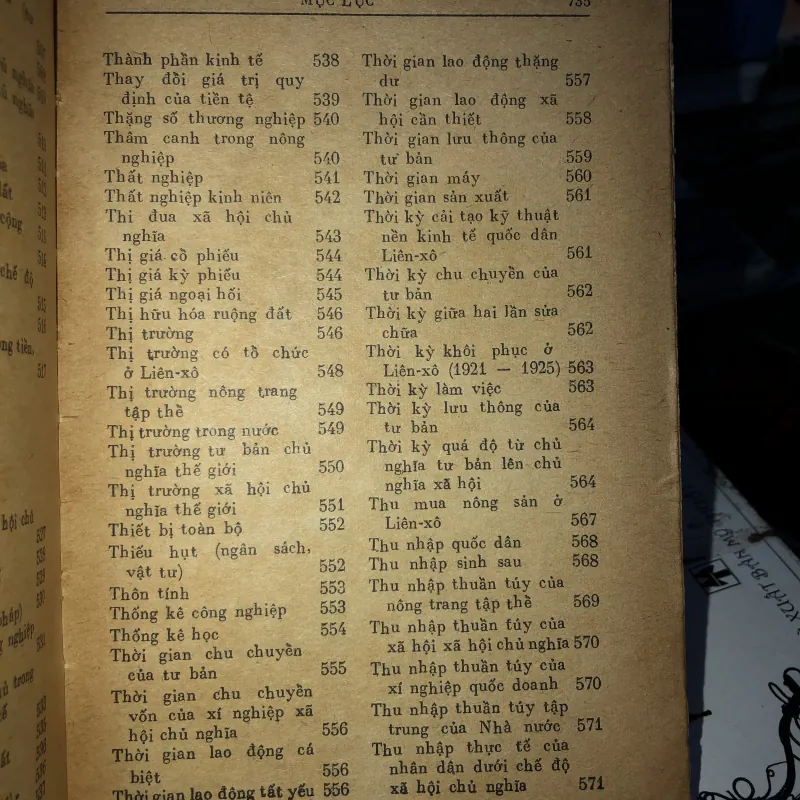 MỤC LỤC 735
Thành phần kinh tế 538
Thay đổi giá trị quy
định của tiền tệ 539
Thặng số thương nghiệp 540
Thâm canh trong nông
nghiệp 540
Thất nghiệp 541
Thất nghiệp kinh niên 542
Thi đua xã hội chủ
nghĩa 543
Thị giá cổ phiếu 544
Thị giá kỳ phiếu 544
Thị giá ngoại hối 545
Thị hữu hóa ruộng đất 546
Thị trường 546
Thị trường có tổ chức
ở Liên-xô 548
Thị trường nông trang
tập thể 549
Thị trường trong nước 549
Thị trường tư bản chủ
nghĩa thế giới 550
Thị trường xã hội chủ
nghĩa thế giới 551
Thiết bị toàn bộ 552
Thiếu hụt (ngân sách,
vật tư) 552
Thôn tính 553
Thống kê công nghiệp 553
Thống kê học 554
Thời gian chu chuyển
của tư bản 555
Thời gian chu chuyển
vốn của xí nghiệp xã
hội chủ nghĩa 556
Thời gian lao động cá
biệt 556
Thời gian lao động tất yếu 556
Thời gian lao động thặng
dư 557
Thời gian lao động xã
hội cần thiết 558
Thời gian lưu thông của
tư bản 559
Thời gian máy 560
Thời gian sản xuất 561
Thời kỳ cải tạo kỹ thuật
nền kinh tế quốc dân
Liên-xô 561
Thời kỳ chu chuyển của
tư bản 562
Thời kỳ giữa hai lần sửa
chữa 562
Thời kỳ khôi phục ở
Liên-xô (1921 — 1925) 563
Thời kỳ làm việc 563
Thời kỳ lưu thông của
tư bản 564
Thời kỳ quá độ từ chủ
nghĩa tư bản lên chủ
nghĩa xã hội 564
Thu mua nông sản ở
Liên-xô 567
Thu nhập quốc dân 568
Thu nhập sinh sau 568
Thu nhập thuần túy của
nông trang tập thể 569
Thu nhập thuần túy của
xã hội xã hội chủ nghĩa 570
Thu nhập thuần túy của
xí nghiệp quốc doanh 570
Thu nhập thuần túy tập
trung của Nhà nước 571
Thu nhập thực tế của
nhân dân dưới chế độ
xã hội chủ nghĩa 571